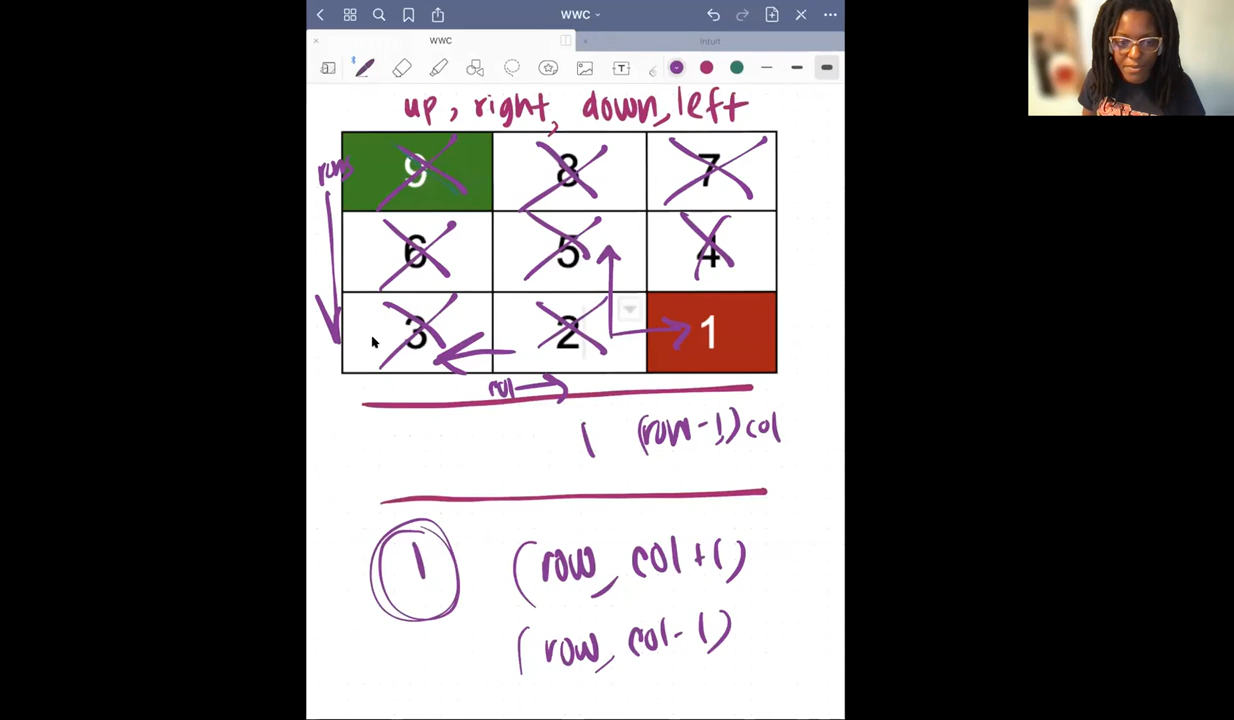 WWC
WWC
Intuit
T
up, right, down, left
rows
9 8 7
6 5 4
3 2 1
col
1 (row-1,) col
1 (row, col+1)
(row, col-1)